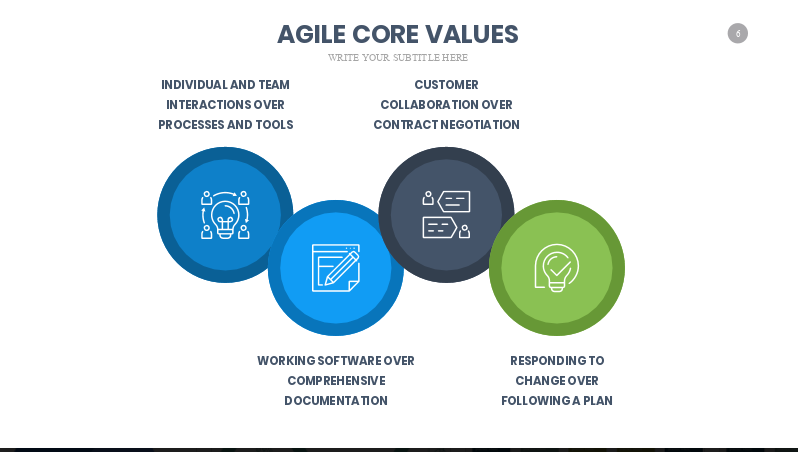 AGILE CORE VALUES
6
WRITE YOUR SUBTITLE HERE
INDIVIDUAL AND TEAM
INTERACTIONS OVER
PROCESSES AND TOOLS
CUSTOMER
COLLABORATION OVER
CONTRACT NEGOTIATION
WORKING SOFTWARE OVER
COMPREHENSIVE
DOCUMENTATION
RESPONDING TO
CHANGE OVER
FOLLOWING A PLAN